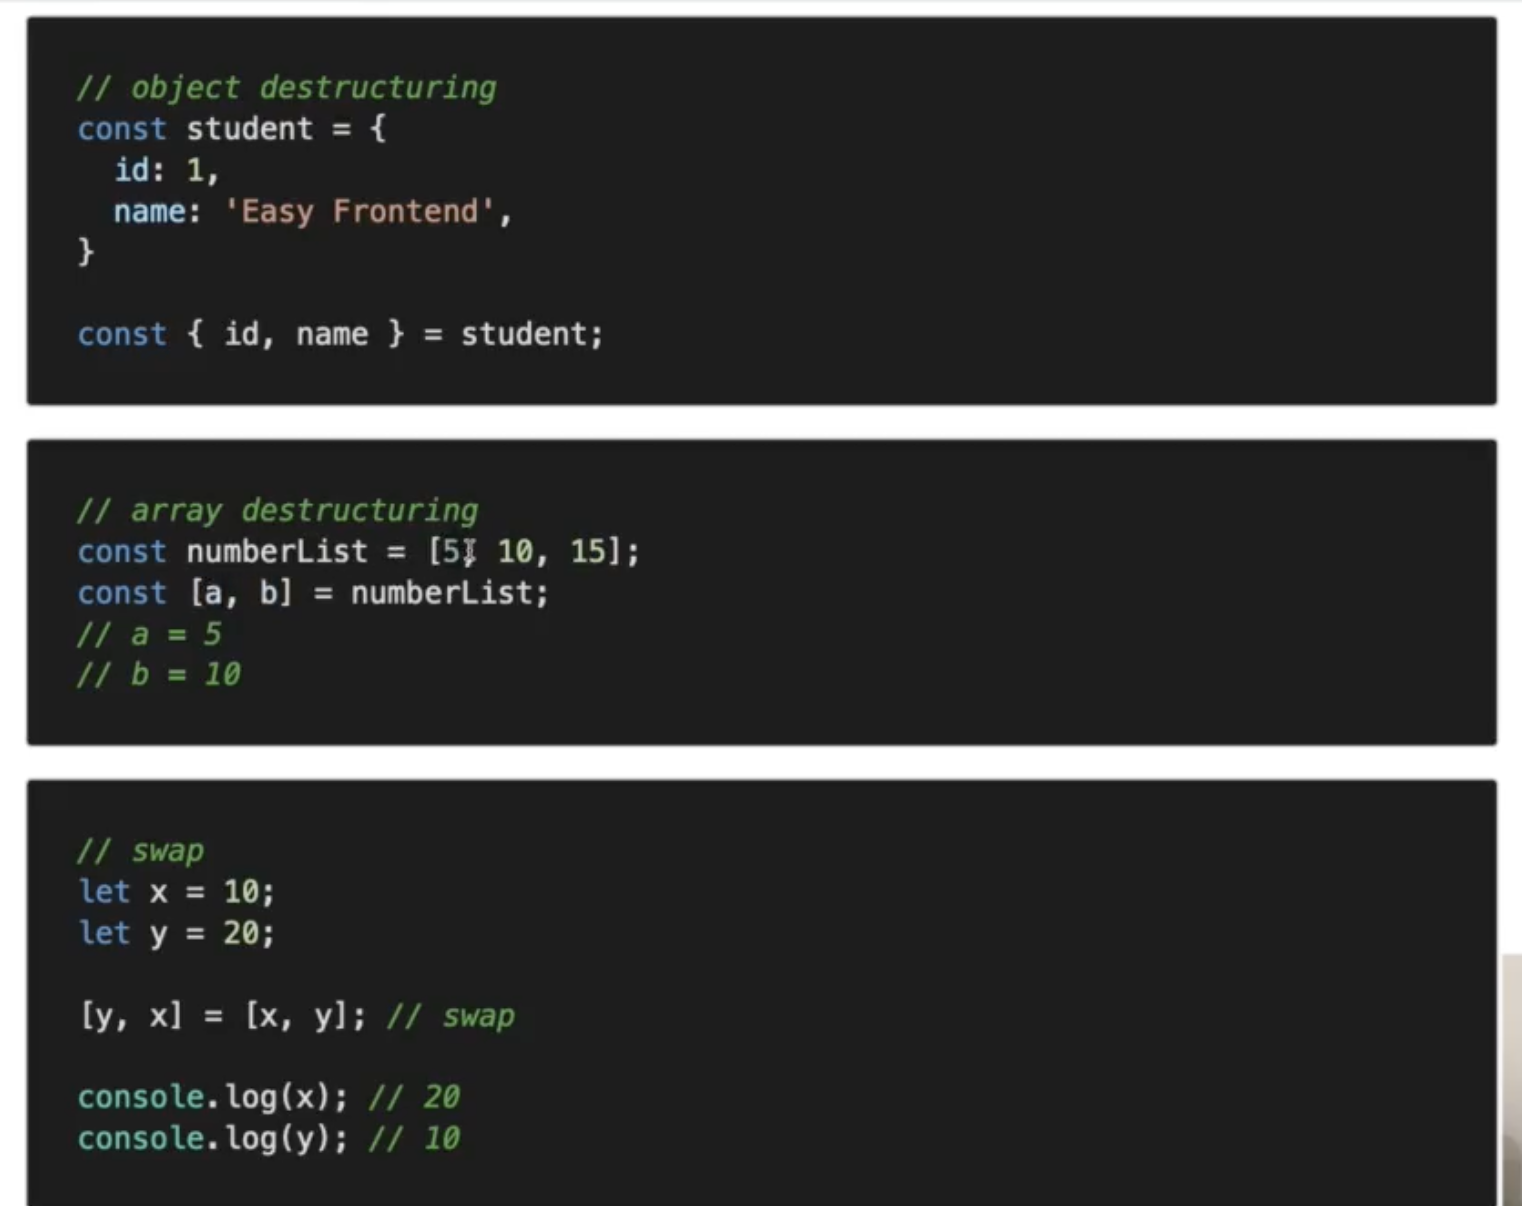 // object destructuring
const student = {
  id: 1,
  name: 'Easy Frontend',
}
const { id, name } = student;
// array destructuring
const numberList = [5, 10, 15];
const [a, b] = numberList;
// a = 5
// b = 10
// swap
let x = 10;
let y = 20;
[y, x] = [x, y]; // swap
console.log(x); // 20
console.log(y); // 10